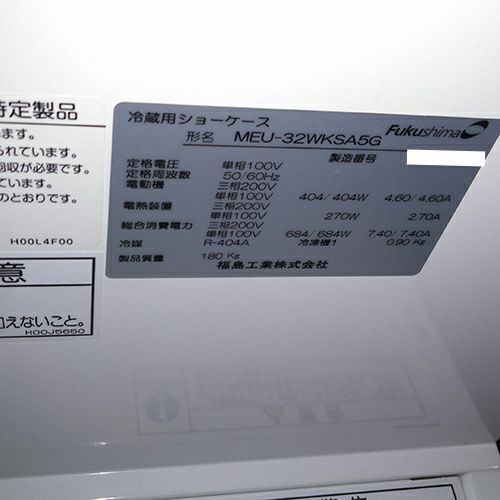 特定製品
ます。
られています。
回収が必要です。
ています。
のとおりです。
H00L4F00
意
加えないこと。
H00J5650
冷蔵用ショーケース
形名 MEU-32WKSA5G Fukushima
製造番号
定格電圧 単相100V
定格周波数 50/60Hz
電動機 三相200V
単相100V 404/404W 4.60/4.60A
電熱装置 三相200V
単相100V 270W 2.70A
総合消費電力 三相200V
単相100V 684/684W 7.40/7.40A
冷媒 R-404A 冷凍機1 0.90Kg
製品質量 180Kg
福島工業株式会社